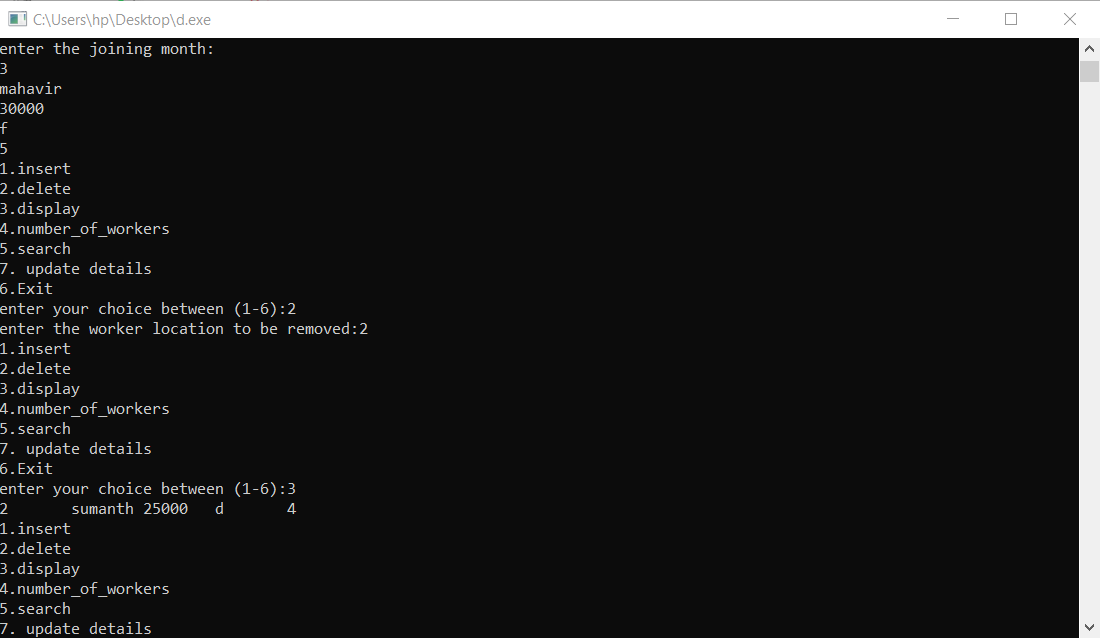 C:\Users\hp\Desktop\d.exe
enter the joining month:
3
mahavir
30000
f
5
1.insert
2.delete
3.display
4.number_of_workers
5.search
7. update details
6.Exit
enter your choice between (1-6):2
enter the worker location to be removed:2
1.insert
2.delete
3.display
4.number_of_workers
5.search
7. update details
6.Exit
enter your choice between (1-6):3
2       sumanth 25000   d       4
1.insert
2.delete
3.display
4.number_of_workers
5.search
7. update details